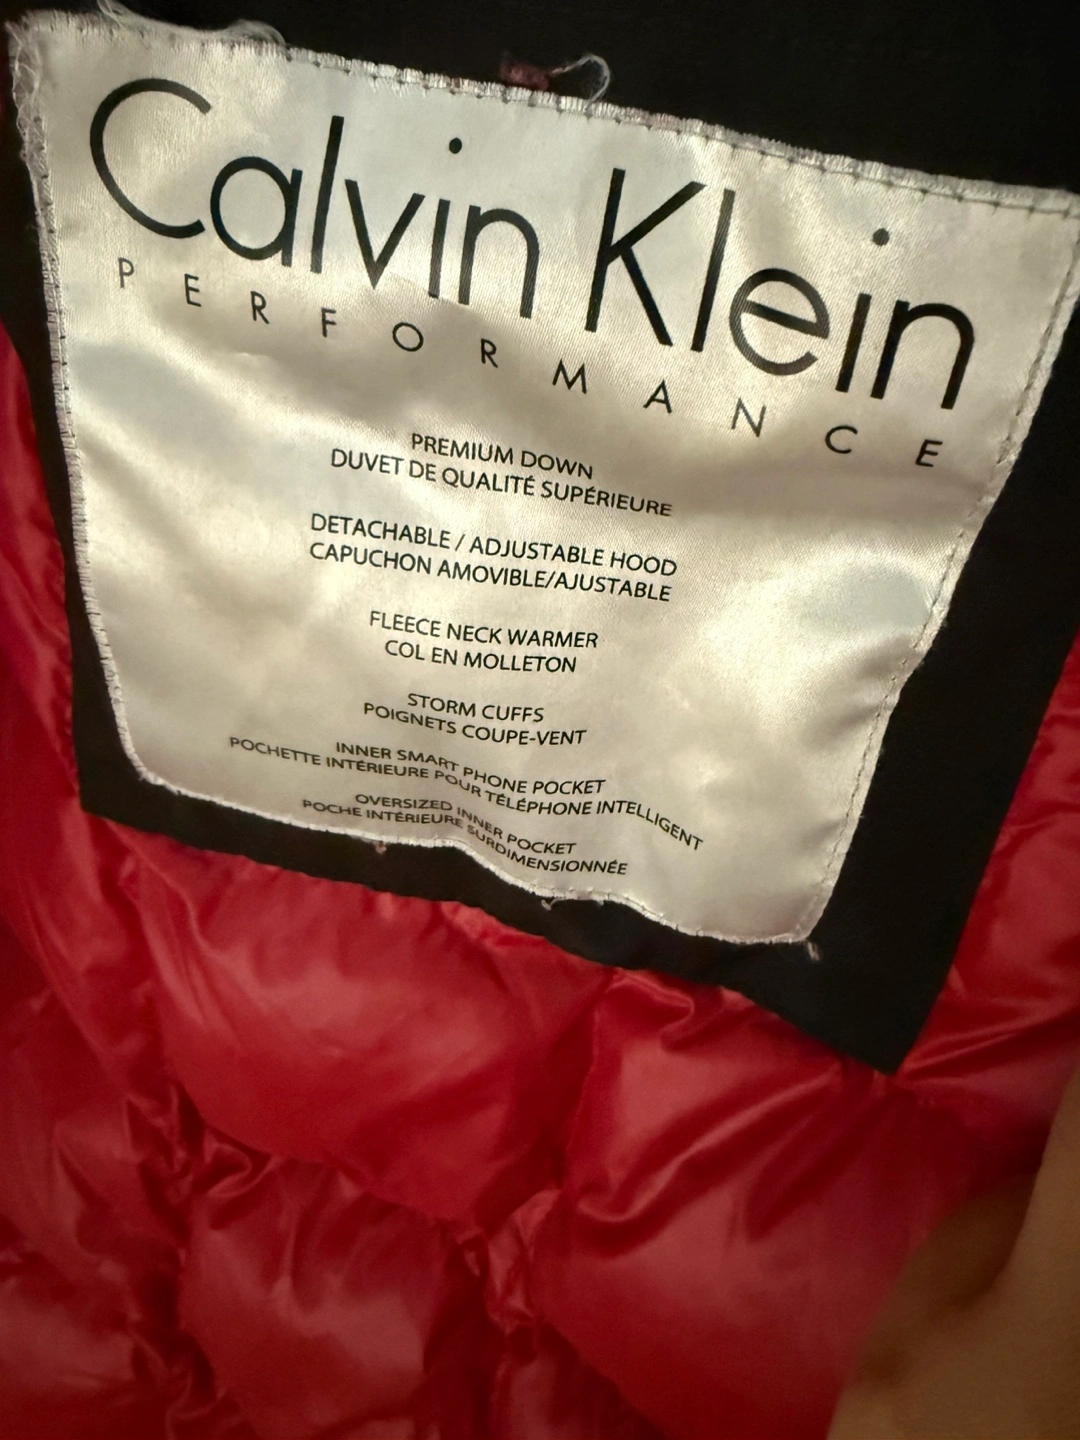 Calvin Klein
PERFORMANCE
PREMIUM DOWN
DUVET DE QUALITÉ SUPÉRIEURE
DETACHABLE / ADJUSTABLE HOOD
CAPUCHON AMOVIBLE/AJUSTABLE
FLEECE NECK WARMER
COL EN MOLLETON
STORM CUFFS
POIGNETS COUPE-VENT
INNER SMART PHONE POCKET
POCHETTE INTÉRIEURE POUR TÉLÉPHONE INTELLIGENT
OVERSIZED INNER POCKET
POCHE INTÉRIEURE SURDIMENSIONNÉE